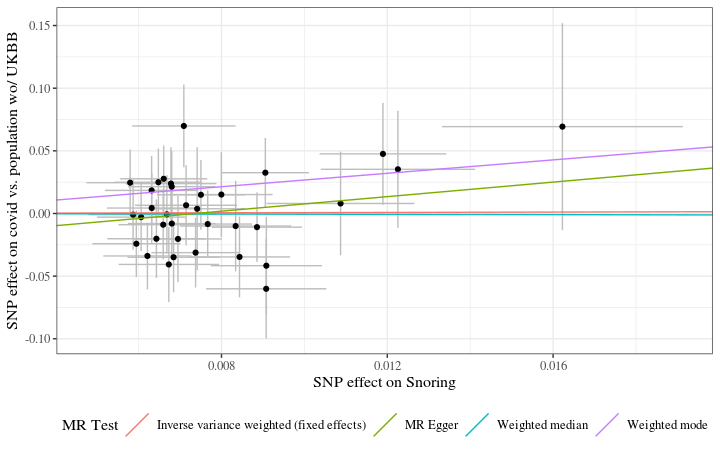 SNP effect on covid vs. population wo/ UKBB
0.15
0.10
0.05
0.00
-0.05
-0.10
0.008 0.012 0.016
SNP effect on Snoring
MR Test Inverse variance weighted (fixed effects) MR Egger Weighted median Weighted mode